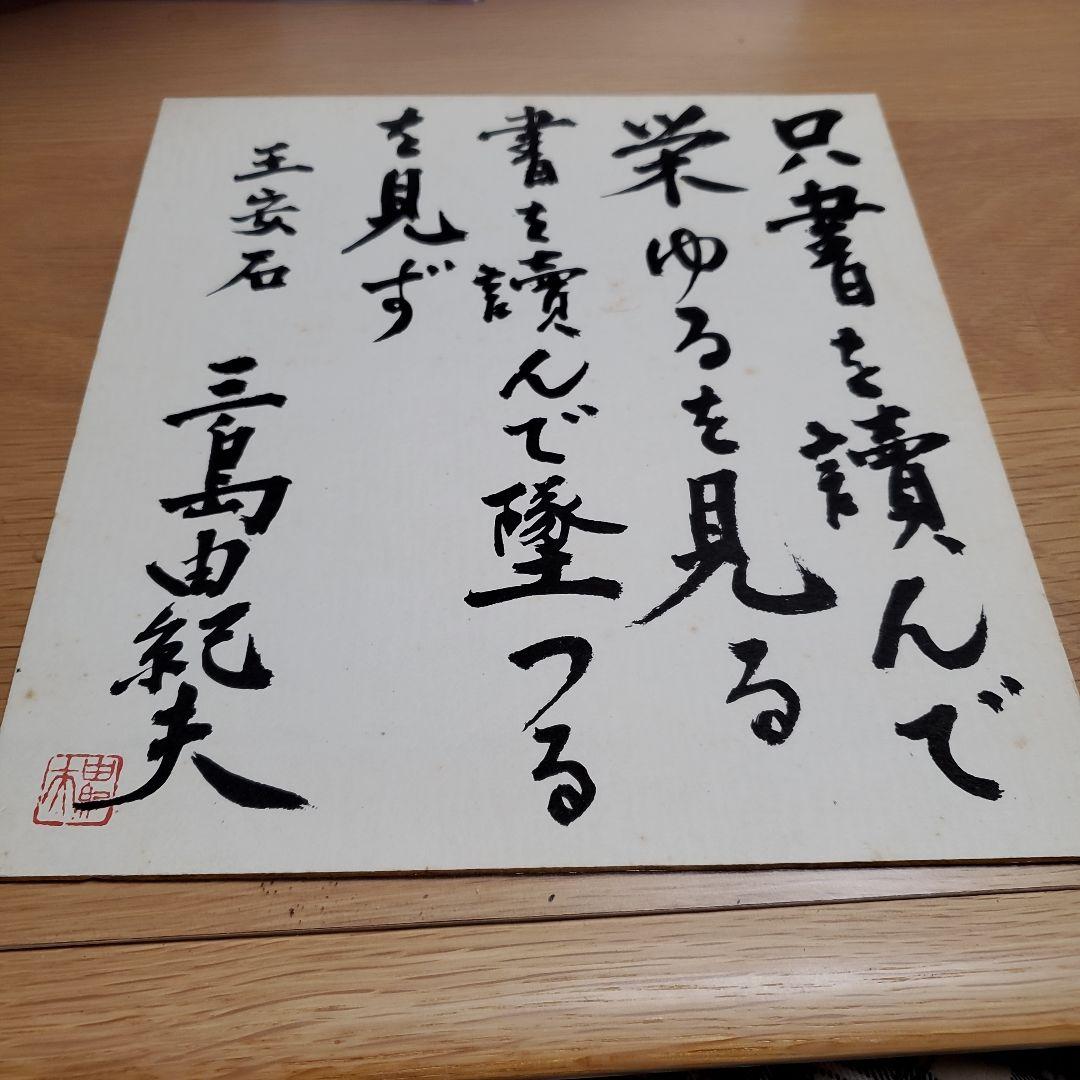 只書を讀んで
栄ゆるを見る
書を讀んで墜つる
を見ず
王安石
三島由紀夫